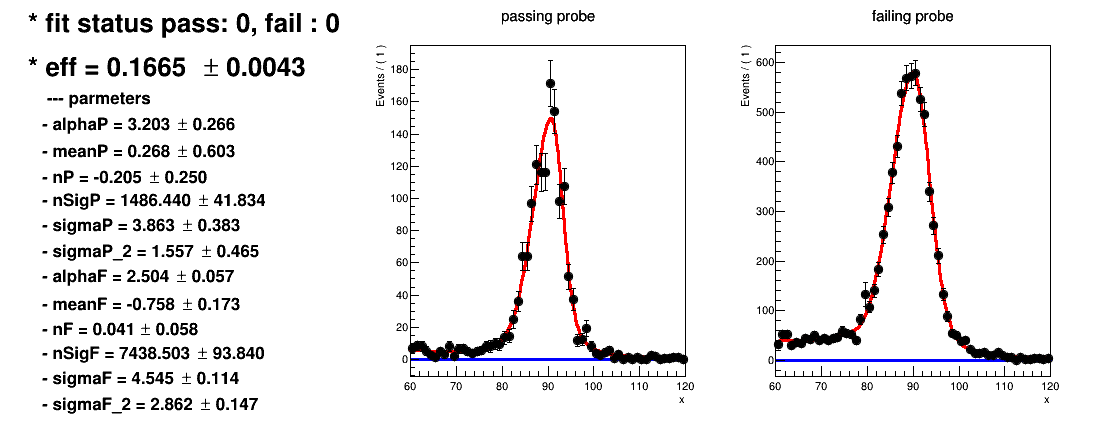 * fit status pass: 0, fail : 0
* eff = 0.1665 ± 0.0043
--- parmeters
- alphaP = 3.203 ± 0.266
- meanP = 0.268 ± 0.603
- nP = -0.205 ± 0.250
- nSigP = 1486.440 ± 41.834
- sigmaP = 3.863 ± 0.383
- sigmaP_2 = 1.557 ± 0.465
- alphaF = 2.504 ± 0.057
- meanF = -0.758 ± 0.173
- nF = 0.041 ± 0.058
- nSigF = 7438.503 ± 93.840
- sigmaF = 4.545 ± 0.114
- sigmaF_2 = 2.862 ± 0.147
passing probe
Events / ( 1 )
180
160
140
120
100
80
60
40
20
0
60 70 80 90 100 110 120
x
failing probe
Events / ( 1 )
600
500
400
300
200
100
0
60 70 80 90 100 110 120
x